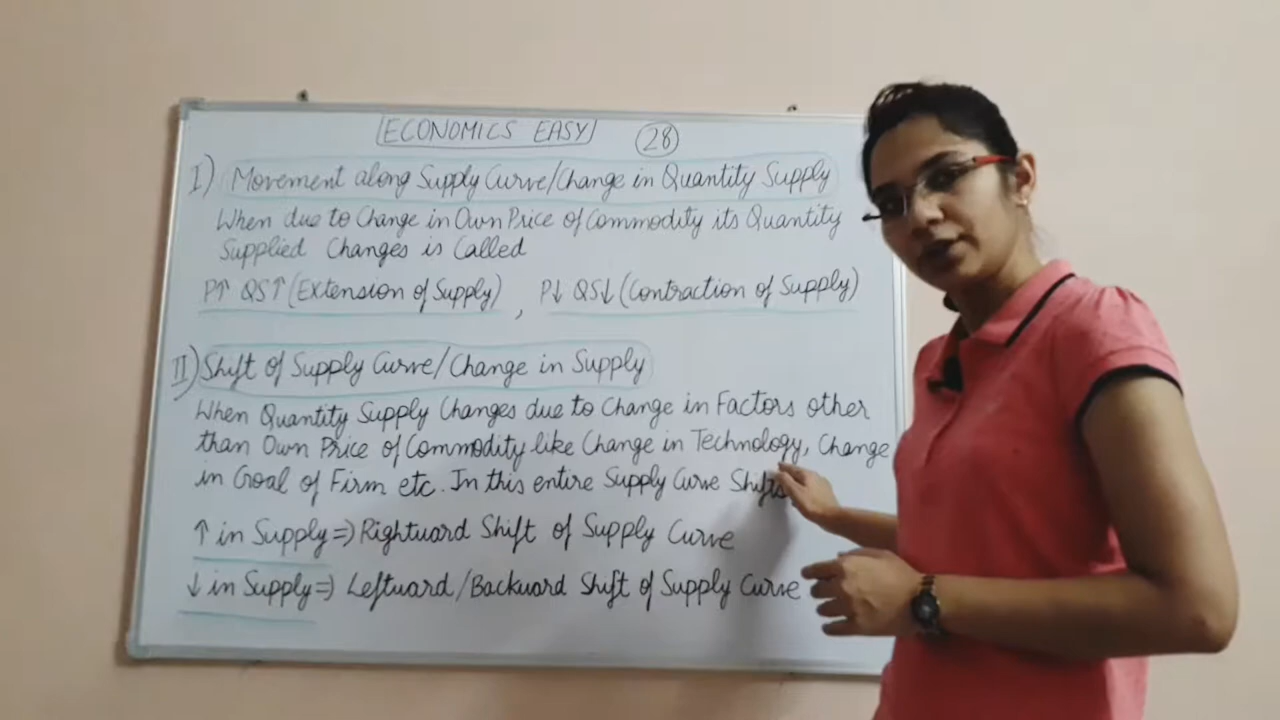 ECONOMICS EASY 28
I) Movement along Supply Curve/Change in Quantity Supply
When due to Change in Own Price of Commodity its Quantity
Supplied Changes is Called
P↑ QS↑ (Extension of Supply) , P↓ QS↓ (Contraction of Supply)
II) Shift of Supply Curve/Change in Supply
When Quantity Supply Changes due to Change in Factors other
than Own Price of Commodity like Change in Technology, Change
in Goal of Firm etc. In this entire Supply Curve Shifts
↑ in Supply => Rightward Shift of Supply Curve
↓ in Supply => Leftward/Backward Shift of Supply Curve